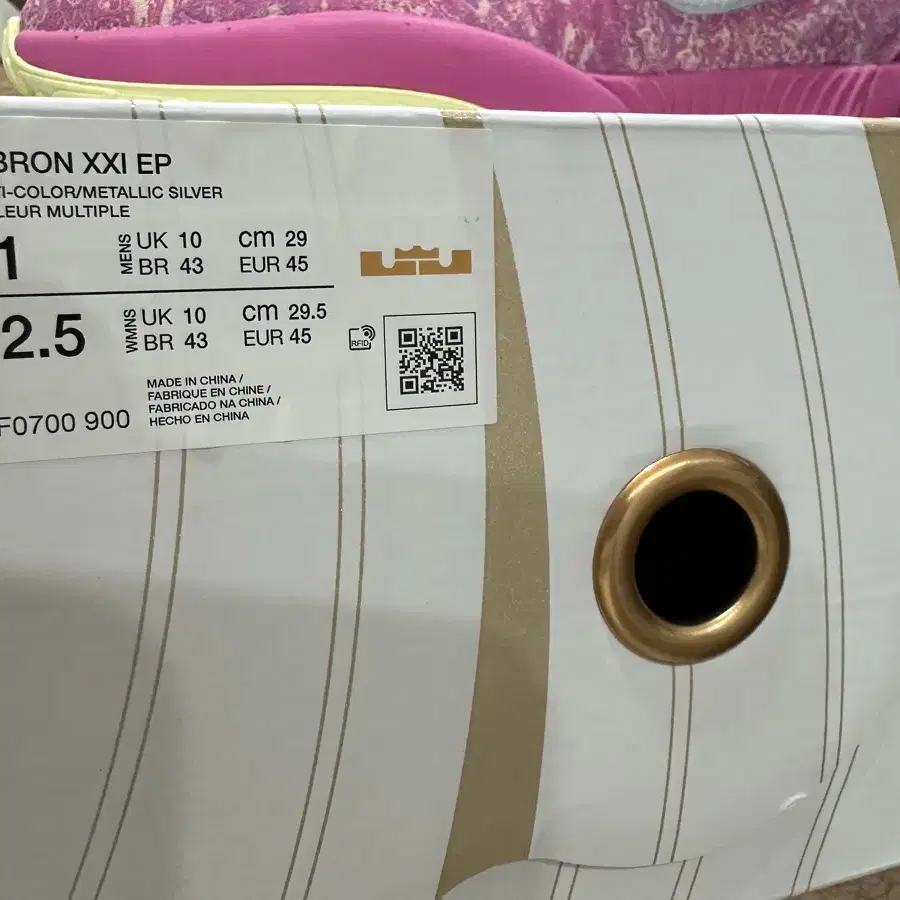 BRON XXI EP
TI-COLOR/METALLIC SILVER
LEUR MULTIPLE
1 MENS UK 10 cm 29
BR 43 EUR 45
2.5 WMNS UK 10 cm 29.5
BR 43 EUR 45
RFID
MADE IN CHINA /
FABRIQUE EN CHINE /
FABRICADO NA CHINA /
HECHO EN CHINA
F0700 900